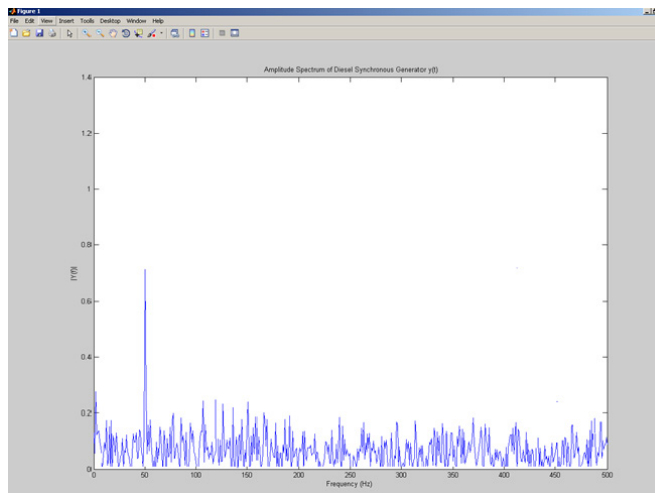 Figure 1
File Edit View Insert Tools Desktop Window Help
Amplitude Spectrum of Diesel Synchronous Generator y(t)
1.4
1.2
1
0.8
0.6
0.4
0.2
0
|Y(f)|
0 50 100 150 200 250 300 350 400 450 500
Frequency (Hz)